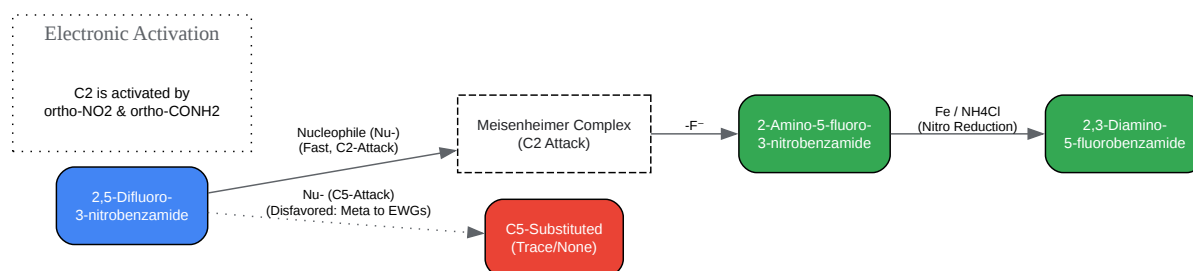 Electronic Activation
C2 is activated by
ortho-NO2 & ortho-CONH2
2,5-Difluoro-
3-nitrobenzamide
Nucleophile (Nu-)
(Fast, C2-Attack)
Nu- (C5-Attack)
(Disfavored: Meta to EWGs)
Meisenheimer Complex
(C2 Attack)
C5-Substituted
(Trace/None)
-F⁻
2-Amino-5-fluoro-
3-nitrobenzamide
Fe / NH4Cl
(Nitro Reduction)
2,3-Diamino-
5-fluorobenzamide